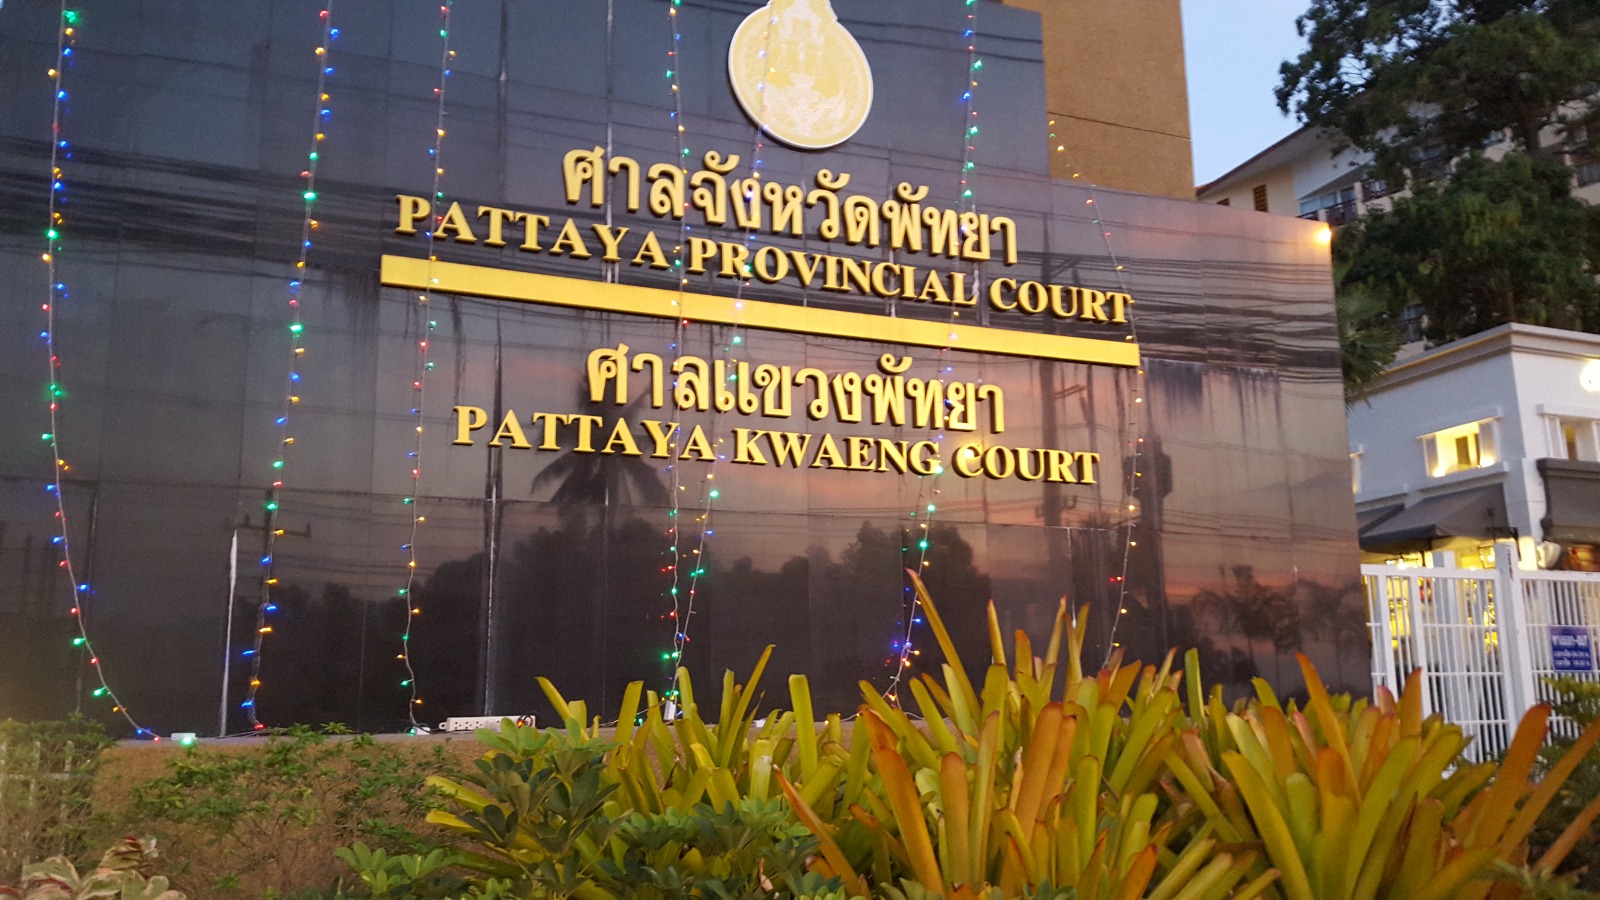 ศาลจังหวัดพัทยา
PATTAYA PROVINCIAL COURT
ศาลแขวงพัทยา
PATTAYA KWAENG COURT